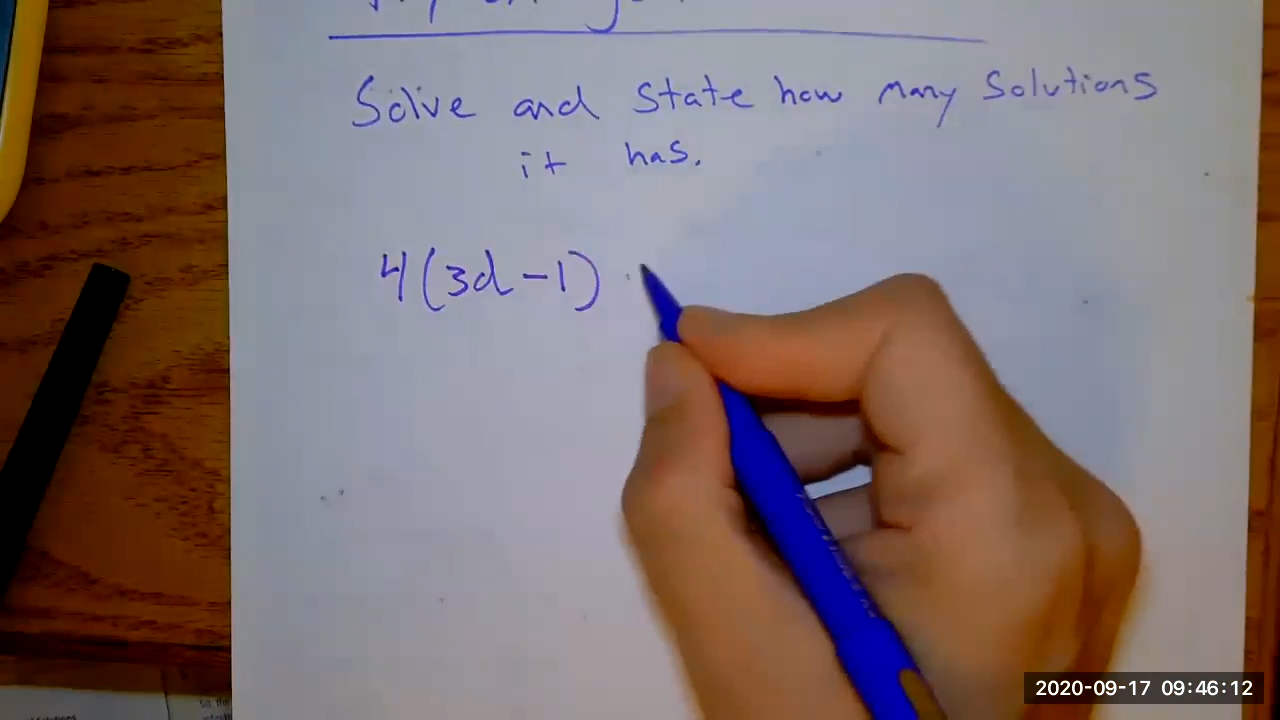 Solve and state how many solutions
it has.
4(3d-1)
2020-09-17 09:46:12